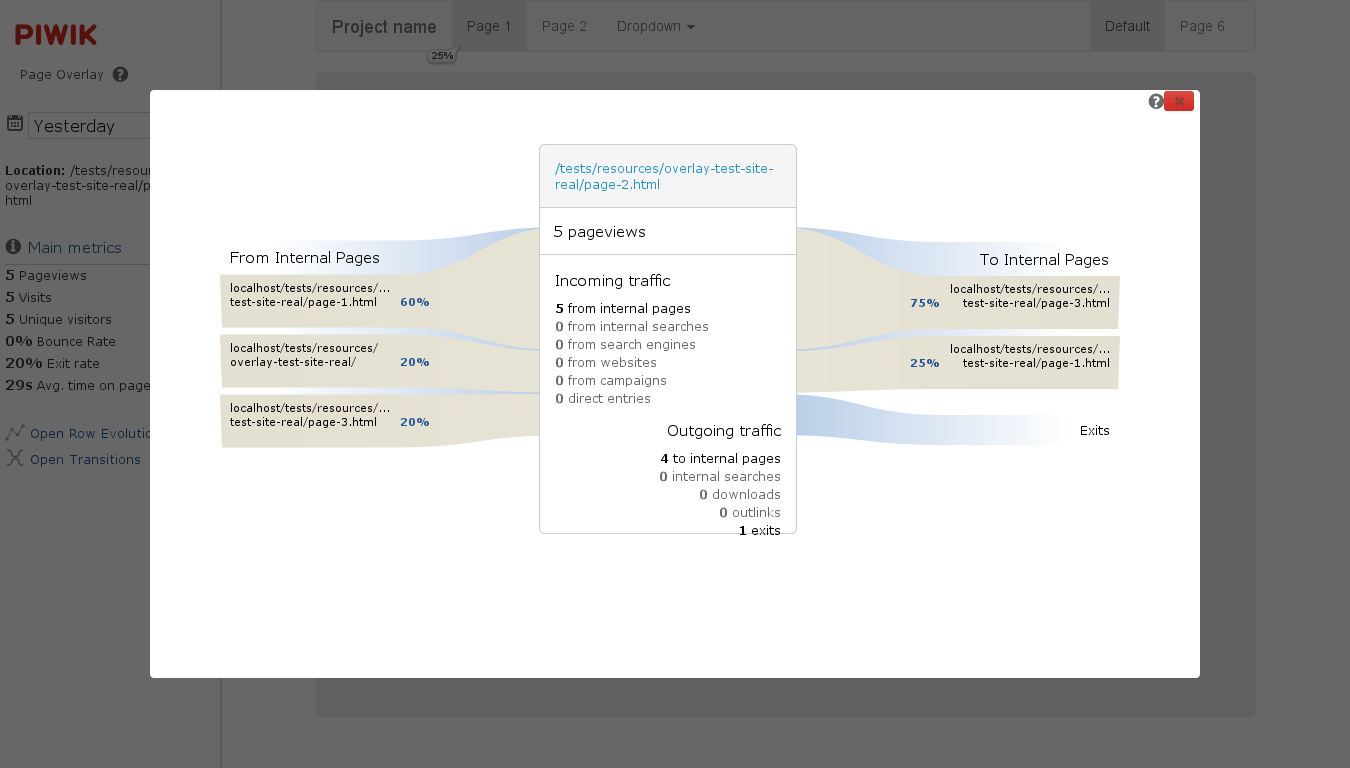 PIWIK
Page Overlay ?
Yesterday
Location: /tests/resou
overlay-test-site-real/p
html
Main metrics
5 Pageviews
5 Visits
5 Unique visitors
0% Bounce Rate
20% Exit rate
29s Avg. time on page
Open Row Evolutio
Open Transitions
Project name
Page 1
Page 2
Dropdown
Default
Page 6
25%
?
/tests/resources/overlay-test-site-
real/page-2.html
5 pageviews
Incoming traffic
5 from internal pages
0 from internal searches
0 from search engines
0 from websites
0 from campaigns
0 direct entries
Outgoing traffic
4 to internal pages
0 internal searches
0 downloads
0 outlinks
1 exits
From Internal Pages
localhost/tests/resources/...
test-site-real/page-1.html 60%
localhost/tests/resources/
overlay-test-site-real/ 20%
localhost/tests/resources/...
test-site-real/page-3.html 20%
To Internal Pages
localhost/tests/resources/...
75% test-site-real/page-3.html
localhost/tests/resources/...
25% test-site-real/page-1.html
Exits